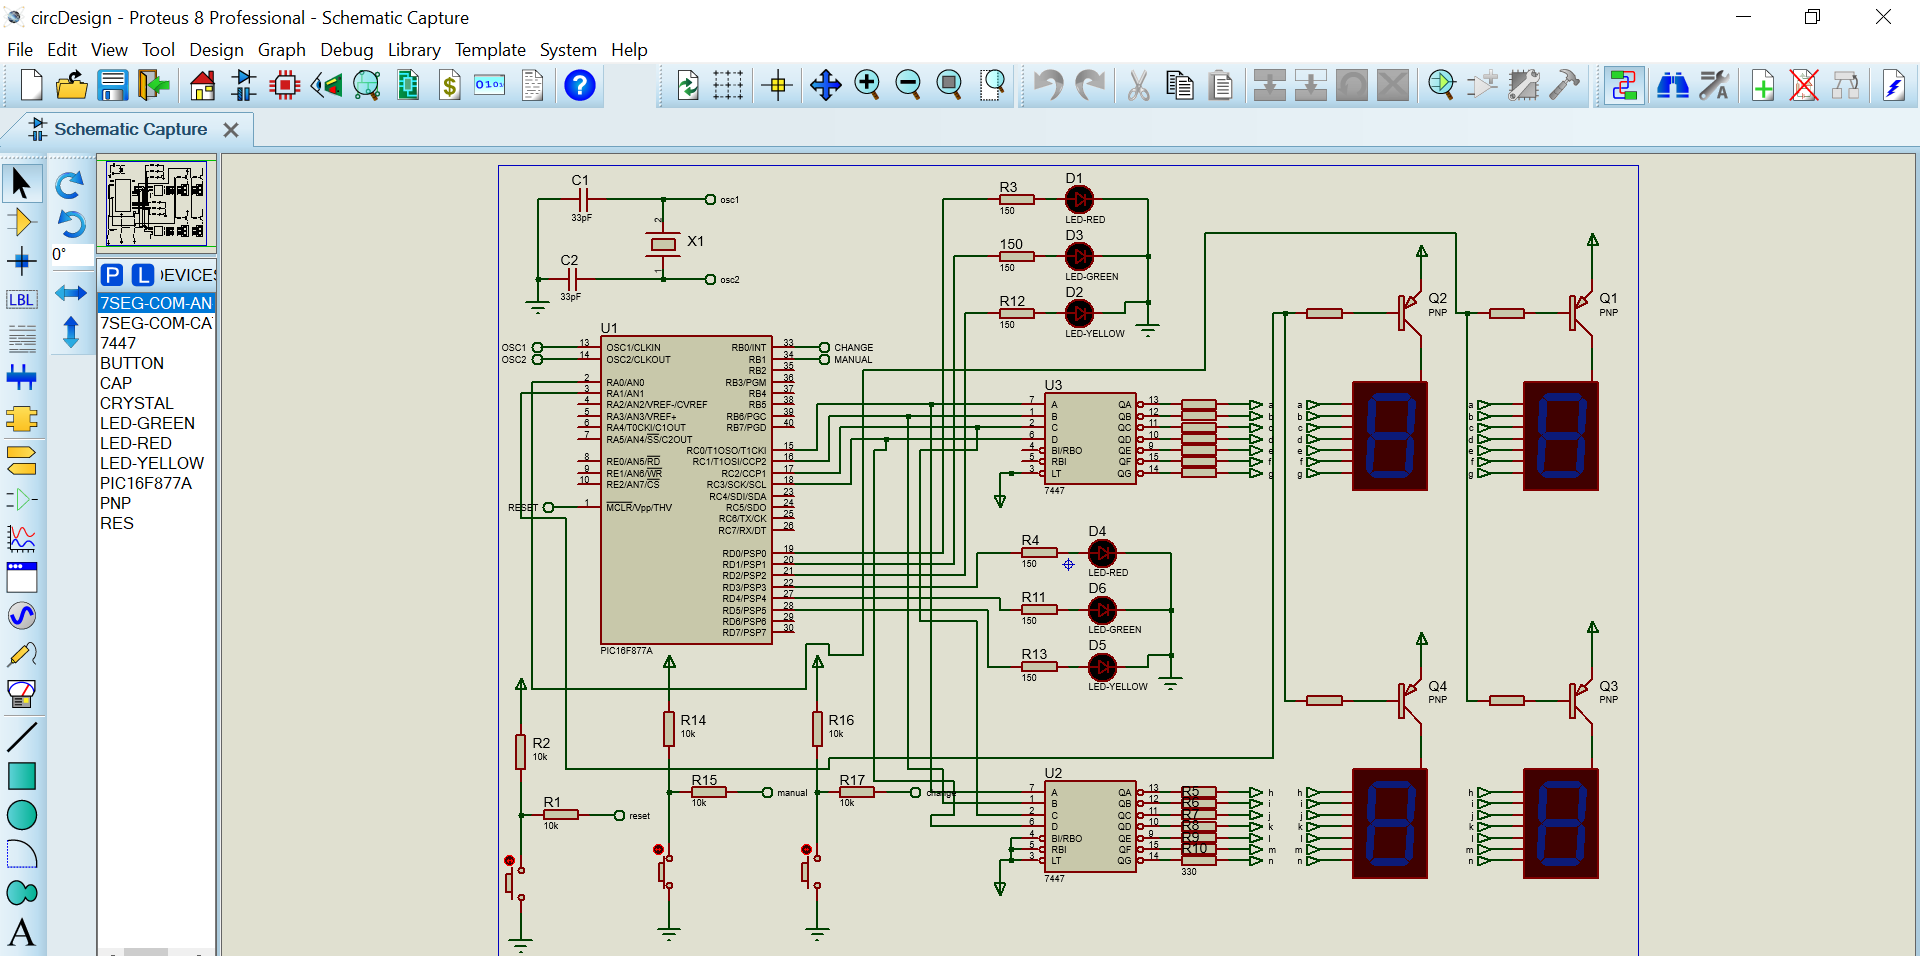 circDesign - Proteus 8 Professional - Schematic Capture
File Edit View Tool Design Graph Debug Library Template System Help
Schematic Capture
0°
P L DEVICES
7SEG-COM-AN
7SEG-COM-CA
7447
BUTTON
CAP
CRYSTAL
LED-GREEN
LED-RED
LED-YELLOW
PIC16F877A
PNP
RES
LBL
A
C1
33pF
osc1
2
X1
1
C2
33pF
osc2
R3
150
D1
LED-RED
150
150
D3
LED-GREEN
R12
150
D2
LED-YELLOW
Q2
PNP
Q1
PNP
U1
OSC1 13 OSC1/CLKIN RB0/INT 33 CHANGE
OSC2 14 OSC2/CLKOUT RB1 34 MANUAL
RB2 35
2 RA0/AN0 RB3/PGM 36
3 RA1/AN1 RB4 37
4 RA2/AN2/VREF-/CVREF RB5 38
5 RA3/AN3/VREF+ RB6/PGC 39
6 RA4/T0CKI/C1OUT RB7/PGD 40
7 RA5/AN4/SS/C2OUT
RC0/T1OSO/T1CKI 15
8 RE0/AN5/RD RC1/T1OSI/CCP2 16
9 RE1/AN6/WR RC2/CCP1 17
10 RE2/AN7/CS RC3/SCK/SCL 18
RC4/SDI/SDA 23
RESET 1 MCLR/Vpp/THV RC5/SDO 24
RC6/TX/CK 25
RC7/RX/DT 26
RD0/PSP0 19
RD1/PSP1 20
RD2/PSP2 21
RD3/PSP3 22
RD4/PSP4 27
RD5/PSP5 28
RD6/PSP6 29
RD7/PSP7 30
PIC16F877A
U3
7 A QA 13 a a a
1 B QB 12 b b b
2 C QC 11 c c c
6 D QD 10 d d d
4 BI/RBO QE 9 e e e
5 RBI QF 15 f f f
3 LT QG 14 g g g
7447
R4
150
D4
LED-RED
R11
150
D6
LED-GREEN
R13
150
D5
LED-YELLOW
Q4
PNP
Q3
PNP
R2
10k
R14
10k
R16
10k
R15
10k
manual
R17
10k
change
R1
10k
reset
U2
7 A QA 13 R5 h h h
1 B QB 12 R6 i i i
2 C QC 11 R7 j j j
6 D QD 10 R8 k k k
4 BI/RBO QE 9 R9 l l l
5 RBI QF 15 R10 m m m
3 LT QG 14 n n n
7447
330